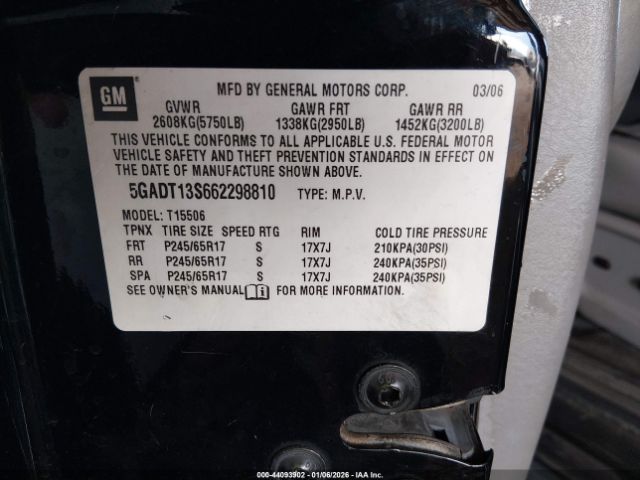 GM
MFD BY GENERAL MOTORS CORP. 03/06
GVWR GAWR FRT GAWR RR
2608KG(5750LB) 1338KG(2950LB) 1452KG(3200LB)
THIS VEHICLE CONFORMS TO ALL APPLICABLE U.S. FEDERAL MOTOR
VEHICLE SAFETY AND THEFT PREVENTION STANDARDS IN EFFECT ON
THE DATE OF MANUFACTURE SHOWN ABOVE.
5GADT13S662298810 TYPE: M.P.V.
MODEL: T15506
TPNX TIRE SIZE SPEED RTG RIM COLD TIRE PRESSURE
FRT P245/65R17 S 17X7J 210KPA(30PSI)
RR P245/65R17 S 17X7J 240KPA(35PSI)
SPA P245/65R17 S 17X7J 240KPA(35PSI)
SEE OWNER'S MANUAL FOR MORE INFORMATION.
000-44093902 - 01/06/2026 - IAANC.